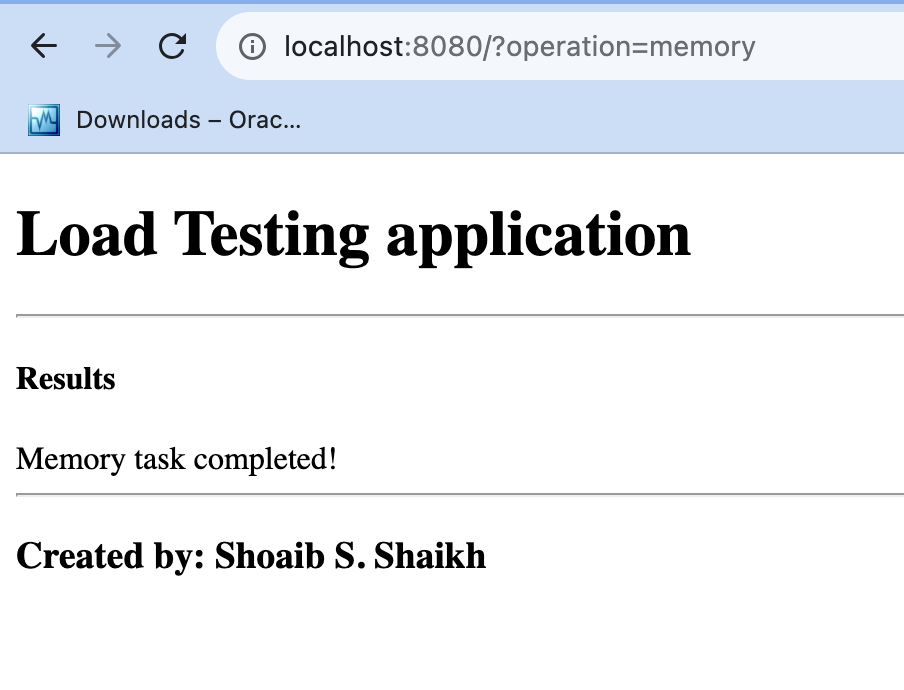 localhost:8080/?operation=memory
Downloads – Orac...
Load Testing application
Results
Memory task completed!
Created by: Shoaib S. Shaikh